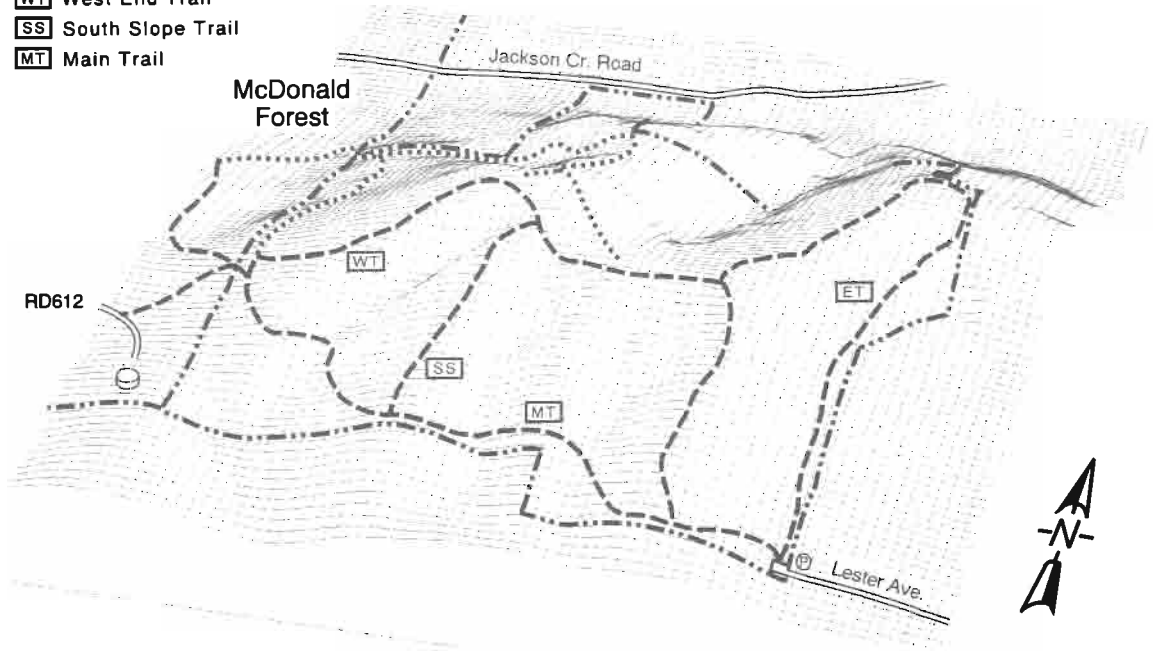 WT West End Trail
SS South Slope Trail
MT Main Trail
Jackson Cr. Road
McDonald
Forest
WT
RD612
ET
SS
MT
N
P
Lester Ave.